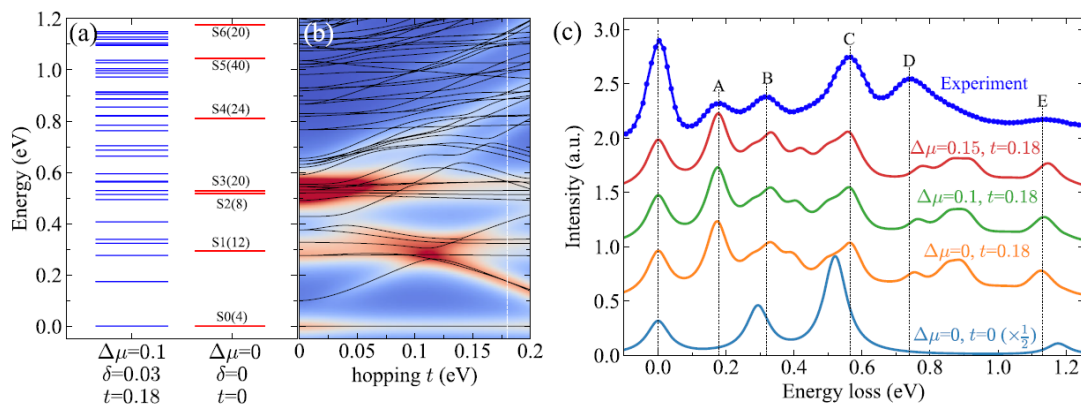 (a)
Energy (eV)
1.2
1.0
0.8
0.6
0.4
0.2
0.0
S6(20)
S5(40)
S4(24)
S3(20)
S2(8)
S1(12)
S0(4)
Δμ=0.1
δ=0.03
t=0.18
Δμ=0
δ=0
t=0
(b)
0 0.05 0.1 0.15 0.2
hopping t (eV)
(c)
Intensity (a.u.)
3.0
2.5
2.0
1.5
1.0
0.5
0.0
A
B
C
D
E
Experiment
Δμ=0.15, t=0.18
Δμ=0.1, t=0.18
Δμ=0, t=0.18
Δμ=0, t=0 (×1/2)
0.0 0.2 0.4 0.6 0.8 1.0 1.2
Energy loss (eV)